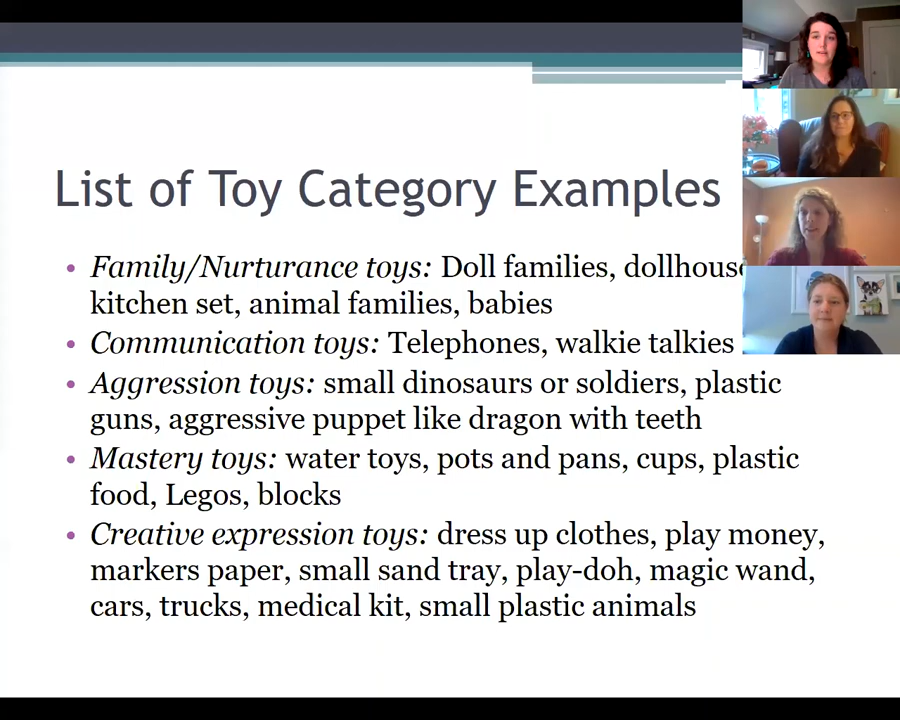 List of Toy Category Examples
• Family/Nurturance toys: Doll families,
kitchen set, animal families, babies
• Communication toys: Telephones, walkie talkies
• Aggression toys: small dinosaurs or soldiers, plastic
guns, aggressive puppet like dragon with teeth
• Mastery toys: water toys, pots and pans, cups, plastic
food, Legos, blocks
• Creative expression toys: dress up clothes, play money,
markers paper, small sand tray, play-doh, magic wand,
cars, trucks, medical kit, small plastic animals